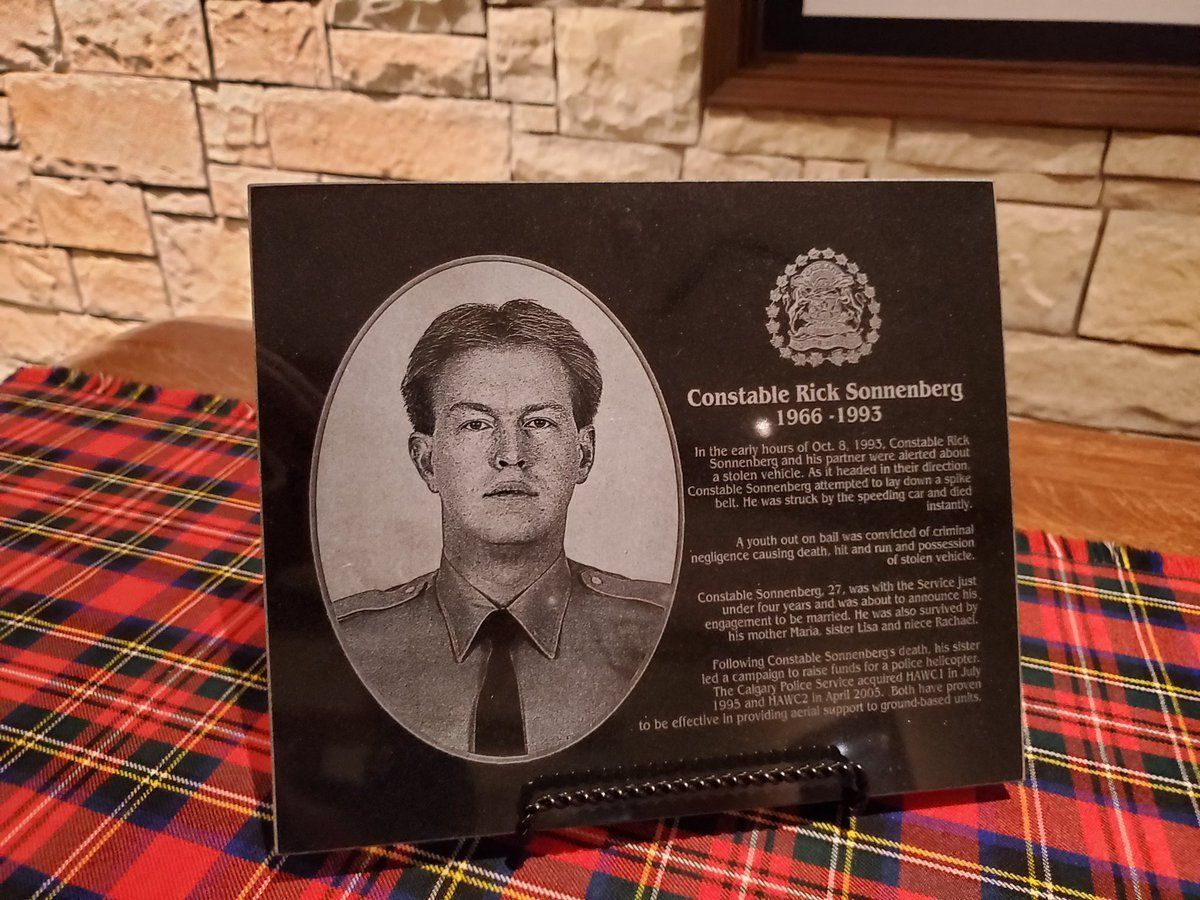 Constable Rick Sonnenberg
1966 -1993
In the early hours of Oct. 8, 1993, Constable Rick
Sonnenberg and his partner were alerted about
a stolen vehicle. As it headed in their direction,
Constable Sonnenberg attempted to lay down a spike
belt. He was struck by the speeding car and died
instantly.
A youth out on bail was convicted of criminal
negligence causing death, hit and run and possession
of stolen vehicle.
Constable Sonnenberg, 27, was with the Service just
under four years and was about to announce his
engagement to be married. He was also survived by
his mother Maria, sister Lisa and niece Rachael.
Following Constable Sonnenberg's death, his sister
led a campaign to raise funds for a police helicopter.
The Calgary Police Service acquired HAWC1 in July
1995 and HAWC2 in April 2005. Both have proven
to be effective in providing aerial support to ground-based units.